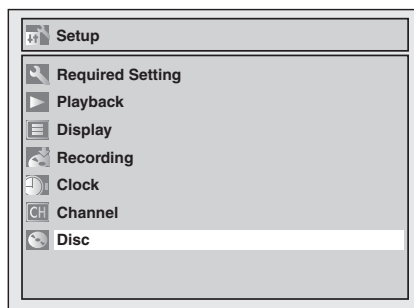 Setup
Required Setting
Playback
Display
Recording
Clock
CH Channel
Disc